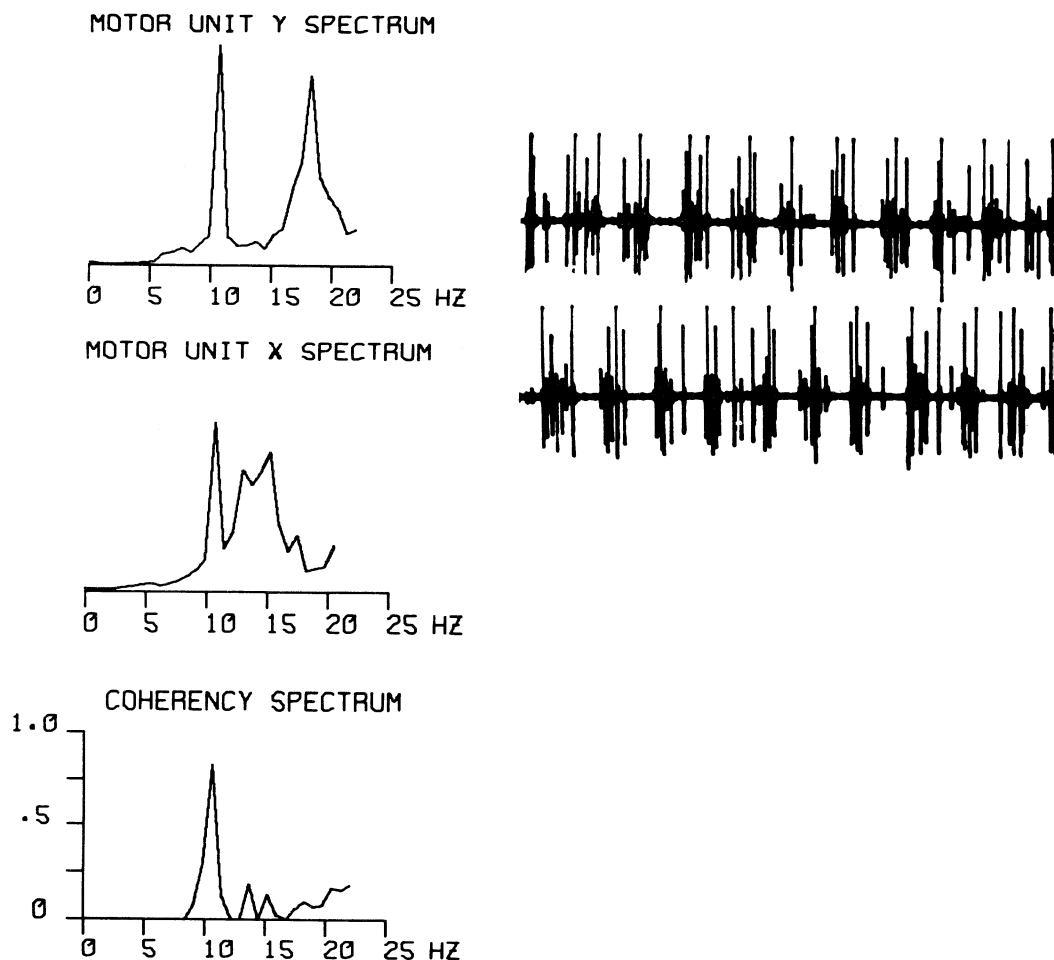 MOTOR UNIT Y SPECTRUM
0 5 10 15 20 25 HZ
MOTOR UNIT X SPECTRUM
0 5 10 15 20 25 HZ
COHERENCY SPECTRUM
1.0
.5
0
0 5 10 15 20 25 HZ